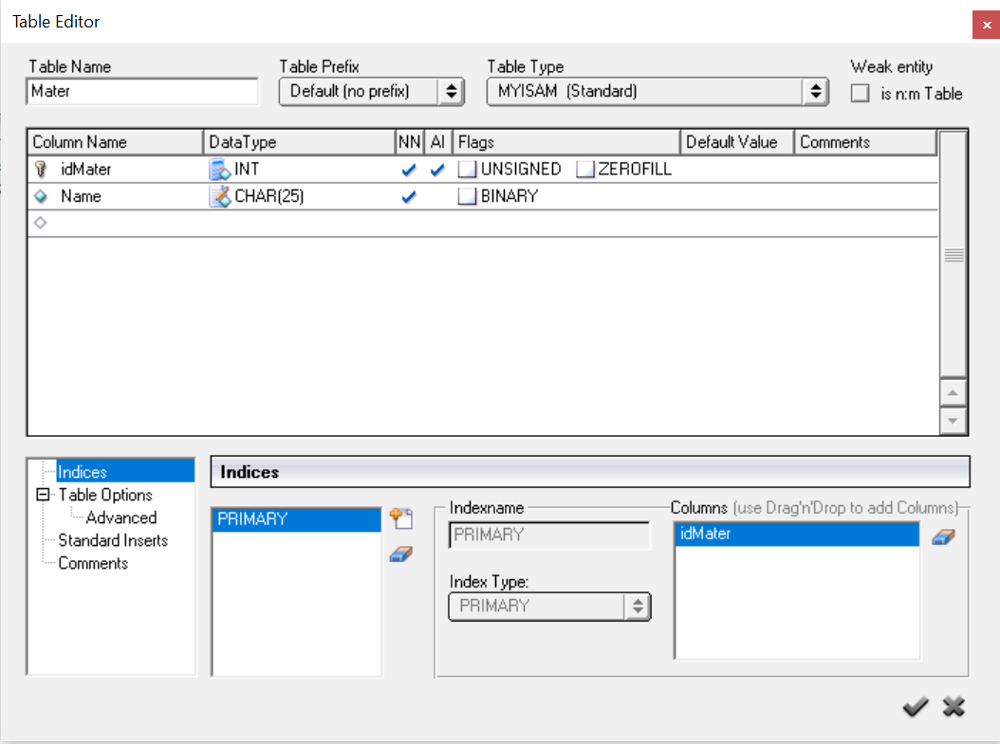 Table Editor
Table Name Table Prefix Table Type Weak entity
Mater Default (no prefix) MYISAM (Standard) is n:m Table
Column Name DataType NN AI Flags Default Value Comments
idMater INT UNSIGNED ZEROFILL
Name CHAR(25) BINARY
Indices
Table Options
Advanced
Standard Inserts
Comments
Indices
PRIMARY
Indexname
PRIMARY
Index Type:
PRIMARY
Columns (use Drag'n'Drop to add Columns)
idMater